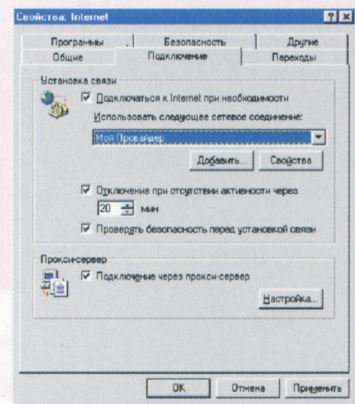 Свойства: Internet
Программы Безопасность Другие
Общие Подключение Переходы
Установка связи
Подключаться к Internet при необходимости
Использовать следующее сетевое соединение:
Мой Провайдер
Добавить... Свойства
Отключение при отсутствии активности через
20 мин
Проверять безопасность перед установкой связи
Прокси-сервер
Подключение через прокси-сервер
Настройка...
OK Отмена Применить